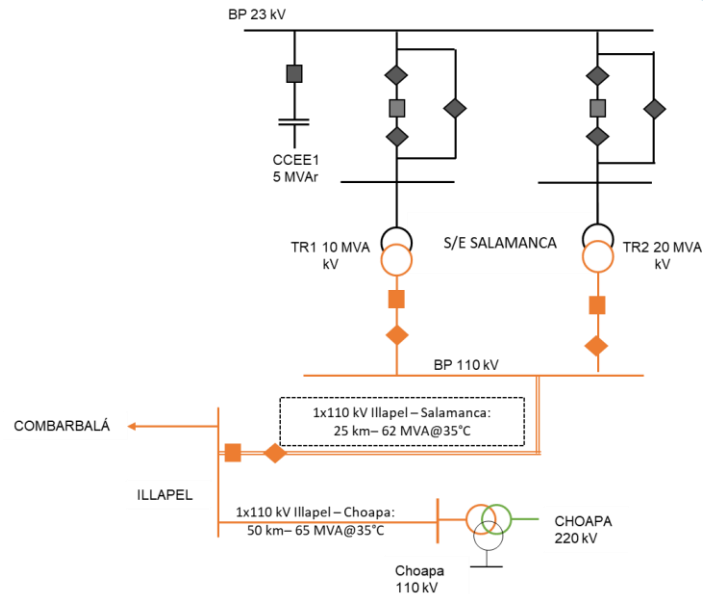 BP 23 kV
CCEE1
5 MVAr
TR1 10 MVA
kV
S/E SALAMANCA
TR2 20 MVA
kV
BP 110 kV
1x110 kV Illapel – Salamanca:
25 km– 62 MVA@35°C
COMBARBALÁ
ILLAPEL
1x110 kV Illapel – Choapa:
50 km– 65 MVA@35°C
CHOAPA
220 kV
Choapa
110 kV